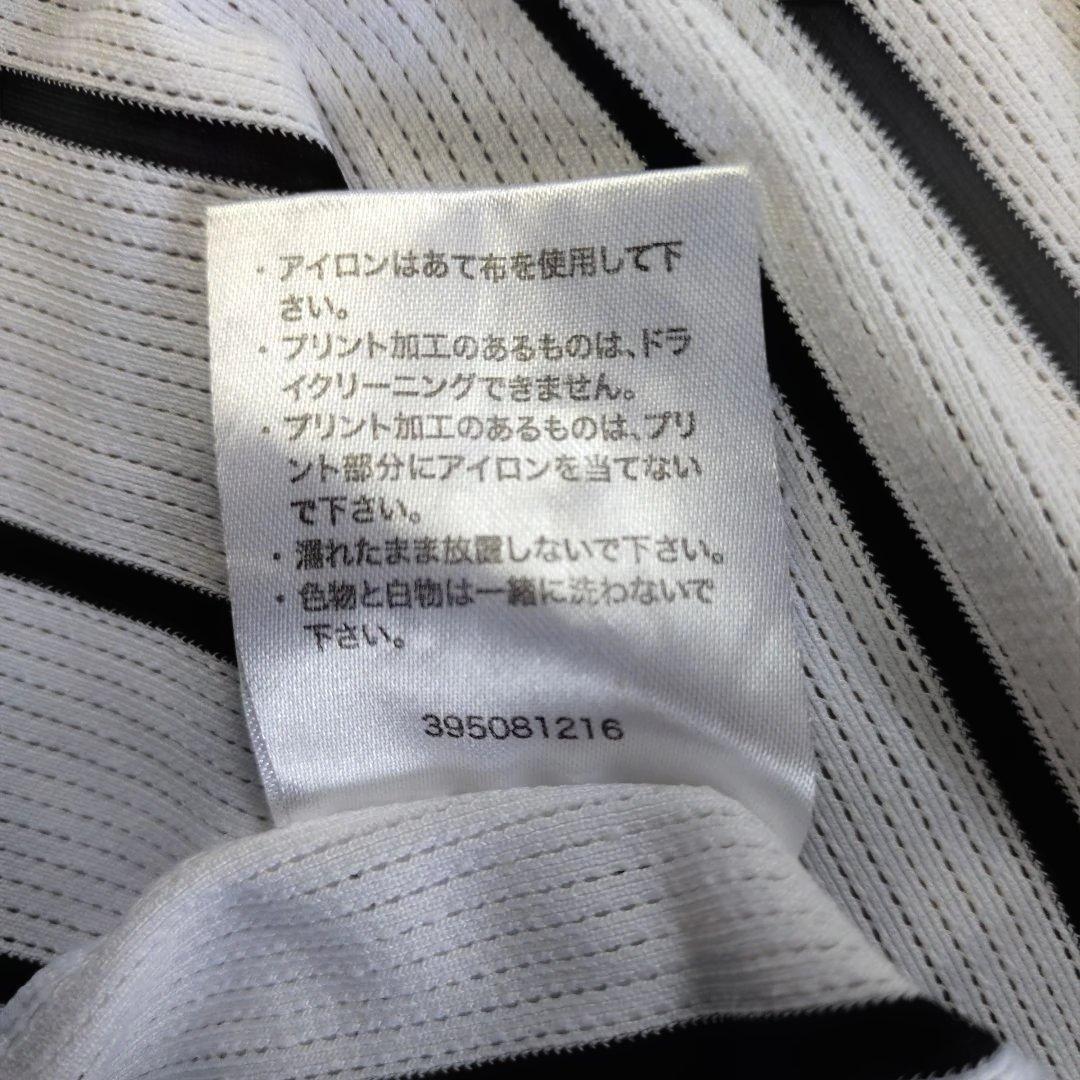 ・アイロンはあて布を使用して下
さい。
・プリント加工のあるものは、ドラ
イクリーニングできません。
・プリント加工のあるものは、プリ
ント部分にアイロンを当てない
で下さい。
・濡れたまま放置しないで下さい。
・色物と白物は一緒に洗わないで
下さい。
395081216